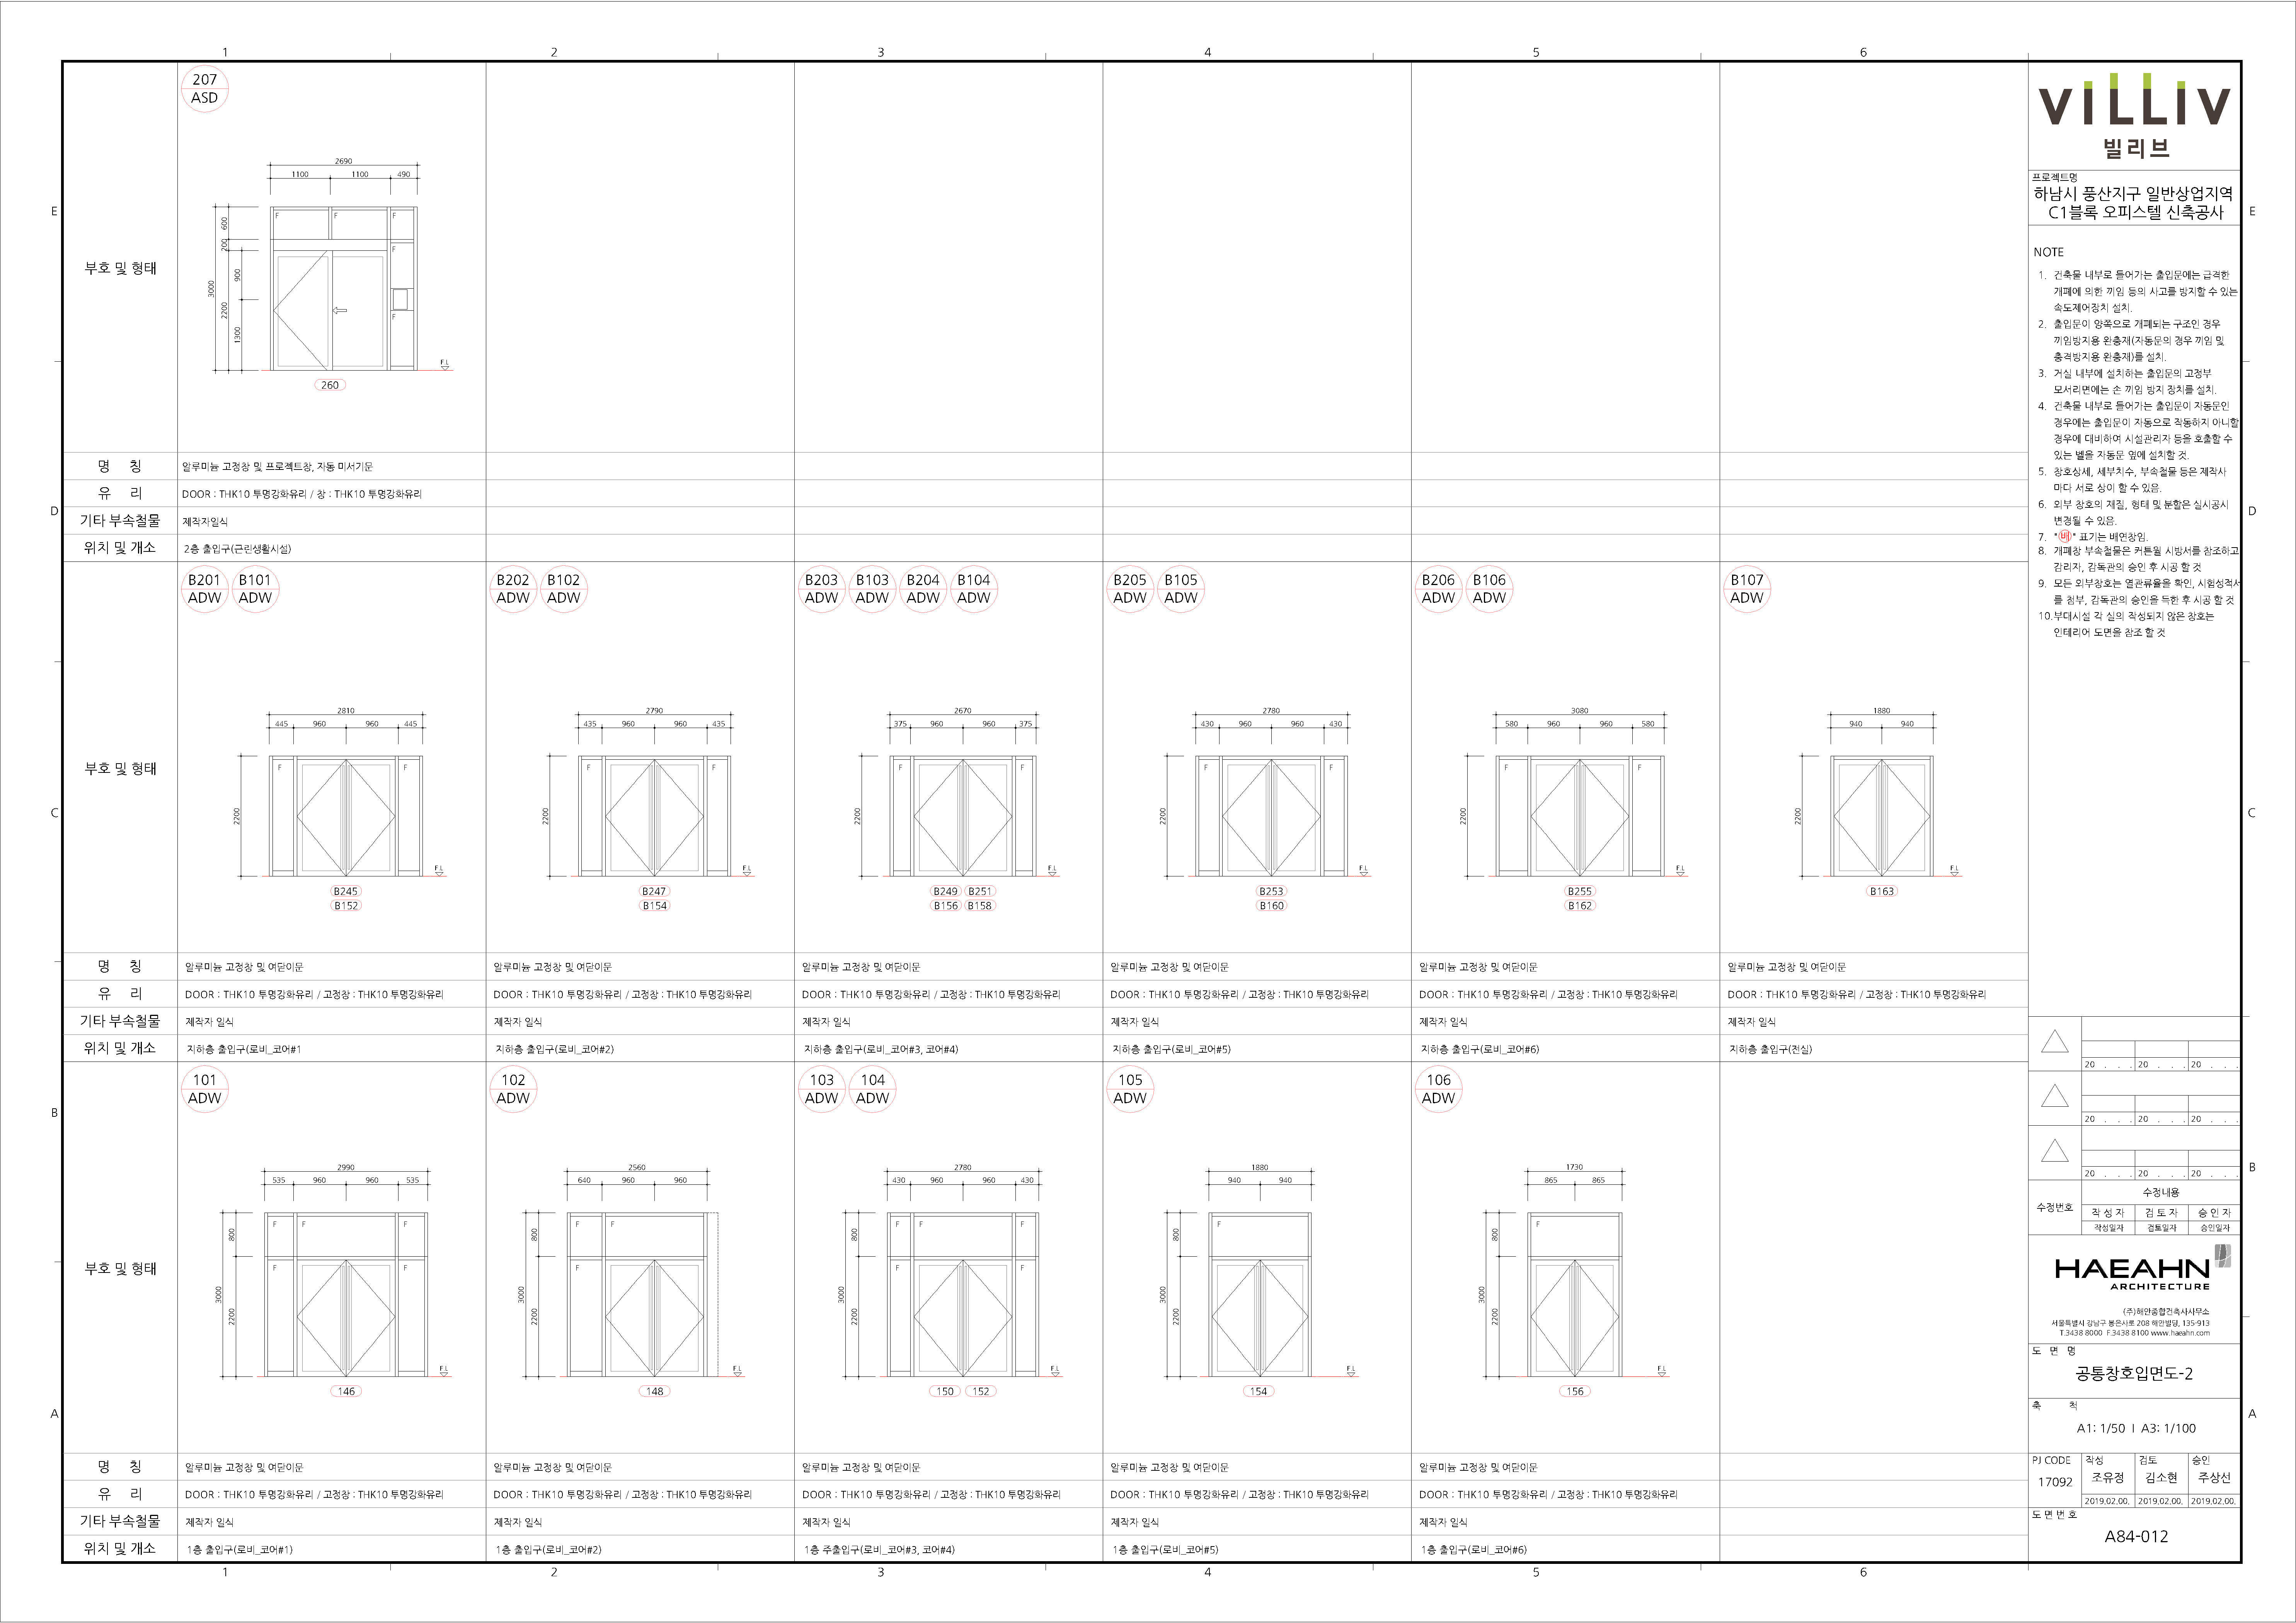 1 2 3 4 5 6
207
ASD
2690
1100 1100 490
F F F
600
200
F
900
3000
2200
F
1300
F.L
260
E
부호 및 형태
명 칭
알루미늄 고정창 및 프로젝트창, 자동 미서기문
유 리
DOOR : THK10 투명강화유리 / 창 : THK10 투명강화유리
D
기타 부속철물
제작자일식
위치 및 개소
2층 출입구(근린생활시설)
B201 B101
ADW ADW
B202 B102
ADW ADW
B203 B103 B204 B104
ADW ADW ADW ADW
B205 B105
ADW ADW
B206 B106
ADW ADW
B107
ADW
부호 및 형태
C
2810
445 960 960 445
F F
2200
F.L
B245
B152
2790
435 960 960 435
F F
2200
F.L
B247
B154
2670
375 960 960 375
F F
2200
F.L
B249 B251
B156 B158
2780
430 960 960 430
F F
2200
F.L
B253
B160
3080
580 960 960 580
F F
2200
F.L
B255
B162
1880
940 940
2200
F.L
B163
명 칭
알루미늄 고정창 및 여닫이문 알루미늄 고정창 및 여닫이문 알루미늄 고정창 및 여닫이문 알루미늄 고정창 및 여닫이문 알루미늄 고정창 및 여닫이문 알루미늄 고정창 및 여닫이문
유 리
DOOR : THK10 투명강화유리 / 고정창 : THK10 투명강화유리 DOOR : THK10 투명강화유리 / 고정창 : THK10 투명강화유리 DOOR : THK10 투명강화유리 / 고정창 : THK10 투명강화유리 DOOR : THK10 투명강화유리 / 고정창 : THK10 투명강화유리 DOOR : THK10 투명강화유리 / 고정창 : THK10 투명강화유리 DOOR : THK10 투명강화유리 / 고정창 : THK10 투명강화유리
기타 부속철물
제작자 일식 제작자 일식 제작자 일식 제작자 일식 제작자 일식 제작자 일식
위치 및 개소
지하층 출입구(로비_코어#1 지하층 출입구(로비_코어#2) 지하층 출입구(로비_코어#3, 코어#4) 지하층 출입구(로비_코어#5) 지하층 출입구(로비_코어#6) 지하층 출입구(전실)
101
ADW
102
ADW
103 104
ADW ADW
105
ADW
106
ADW
B
부호 및 형태
2990
535 960 960 535
F F F
800
F F
3000
2200
F.L
146
2560
640 960 960
F F
800
F
3000
2200
F.L
148
2780
430 960 960 430
F F F
800
F F
3000
2200
F.L
150 152
1880
940 940
F
800
3000
2200
F.L
154
1730
865 865
F
800
3000
2200
F.L
156
A
명 칭
알루미늄 고정창 및 여닫이문 알루미늄 고정창 및 여닫이문 알루미늄 고정창 및 여닫이문 알루미늄 고정창 및 여닫이문 알루미늄 고정창 및 여닫이문
유 리
DOOR : THK10 투명강화유리 / 고정창 : THK10 투명강화유리 DOOR : THK10 투명강화유리 / 고정창 : THK10 투명강화유리 DOOR : THK10 투명강화유리 / 고정창 : THK10 투명강화유리 DOOR : THK10 투명강화유리 / 고정창 : THK10 투명강화유리 DOOR : THK10 투명강화유리 / 고정창 : THK10 투명강화유리
기타 부속철물
제작자 일식 제작자 일식 제작자 일식 제작자 일식 제작자 일식
위치 및 개소
1층 출입구(로비_코어#1) 1층 출입구(로비_코어#2) 1층 주출입구(로비_코어#3, 코어#4) 1층 출입구(로비_코어#5) 1층 출입구(로비_코어#6)
1 2 3 4 5 6
VILLIV
빌리브
프로젝트명
하남시 풍산지구 일반상업지역
C1블록 오피스텔 신축공사
E
NOTE
1. 건축물 내부로 들어가는 출입문에는 급격한
개폐에 의한 끼임 등의 사고를 방지할 수 있는
속도제어장치 설치.
2. 출입문이 양쪽으로 개폐되는 구조인 경우
끼임방지용 완충재(자동문의 경우 끼임 및
충격방지용 완충재)를 설치.
3. 거실 내부에 설치하는 출입문의 고정부
모서리면에는 손 끼임 방지 장치를 설치.
4. 건축물 내부로 들어가는 출입문이 자동문인
경우에는 출입문이 자동으로 작동하지 아니할
경우에 대비하여 시설관리자 등을 호출할 수
있는 벨을 자동문 옆에 설치할 것.
5. 창호상세, 세부치수, 부속철물 등은 제작사
마다 서로 상이 할 수 있음.
6. 외부 창호의 재질, 형태 및 분할은 실시공시
변경될 수 있음.
D
7. "배" 표기는 배연창임.
8. 개폐창 부속철물은 커튼월 시방서를 참조하고
감리자, 감독관의 승인 후 시공 할 것
9. 모든 외부창호는 열관류율을 확인, 시험성적서
를 첨부, 감독관의 승인을 득한 후 시공 할 것
10.부대시설 각 실의 작성되지 않은 창호는
인테리어 도면을 참조 할 것
C
20 . . . 20 . . . 20 . . .
20 . . . 20 . . . 20 . . .
20 . . . 20 . . . 20 . . .
B
수정번호
수정내용
작 성 자 검 토 자 승 인 자
작성일자 검토일자 승인일자
HAEAHN
ARCHITECTURE
(주)해안종합건축사사무소
서울특별시 강남구 봉은사로 208 해안빌딩, 135-913
T.3438 8000 F.3438 8100 www.haeahn.com
도 면 명
공통창호입면도-2
축 척
A
A1: 1/50 I A3: 1/100
PJ CODE 작성 검토 승인
17092 조유정 김소현 주상선
2019.02.00. 2019.02.00. 2019.02.00.
도 면 번 호
A84-012